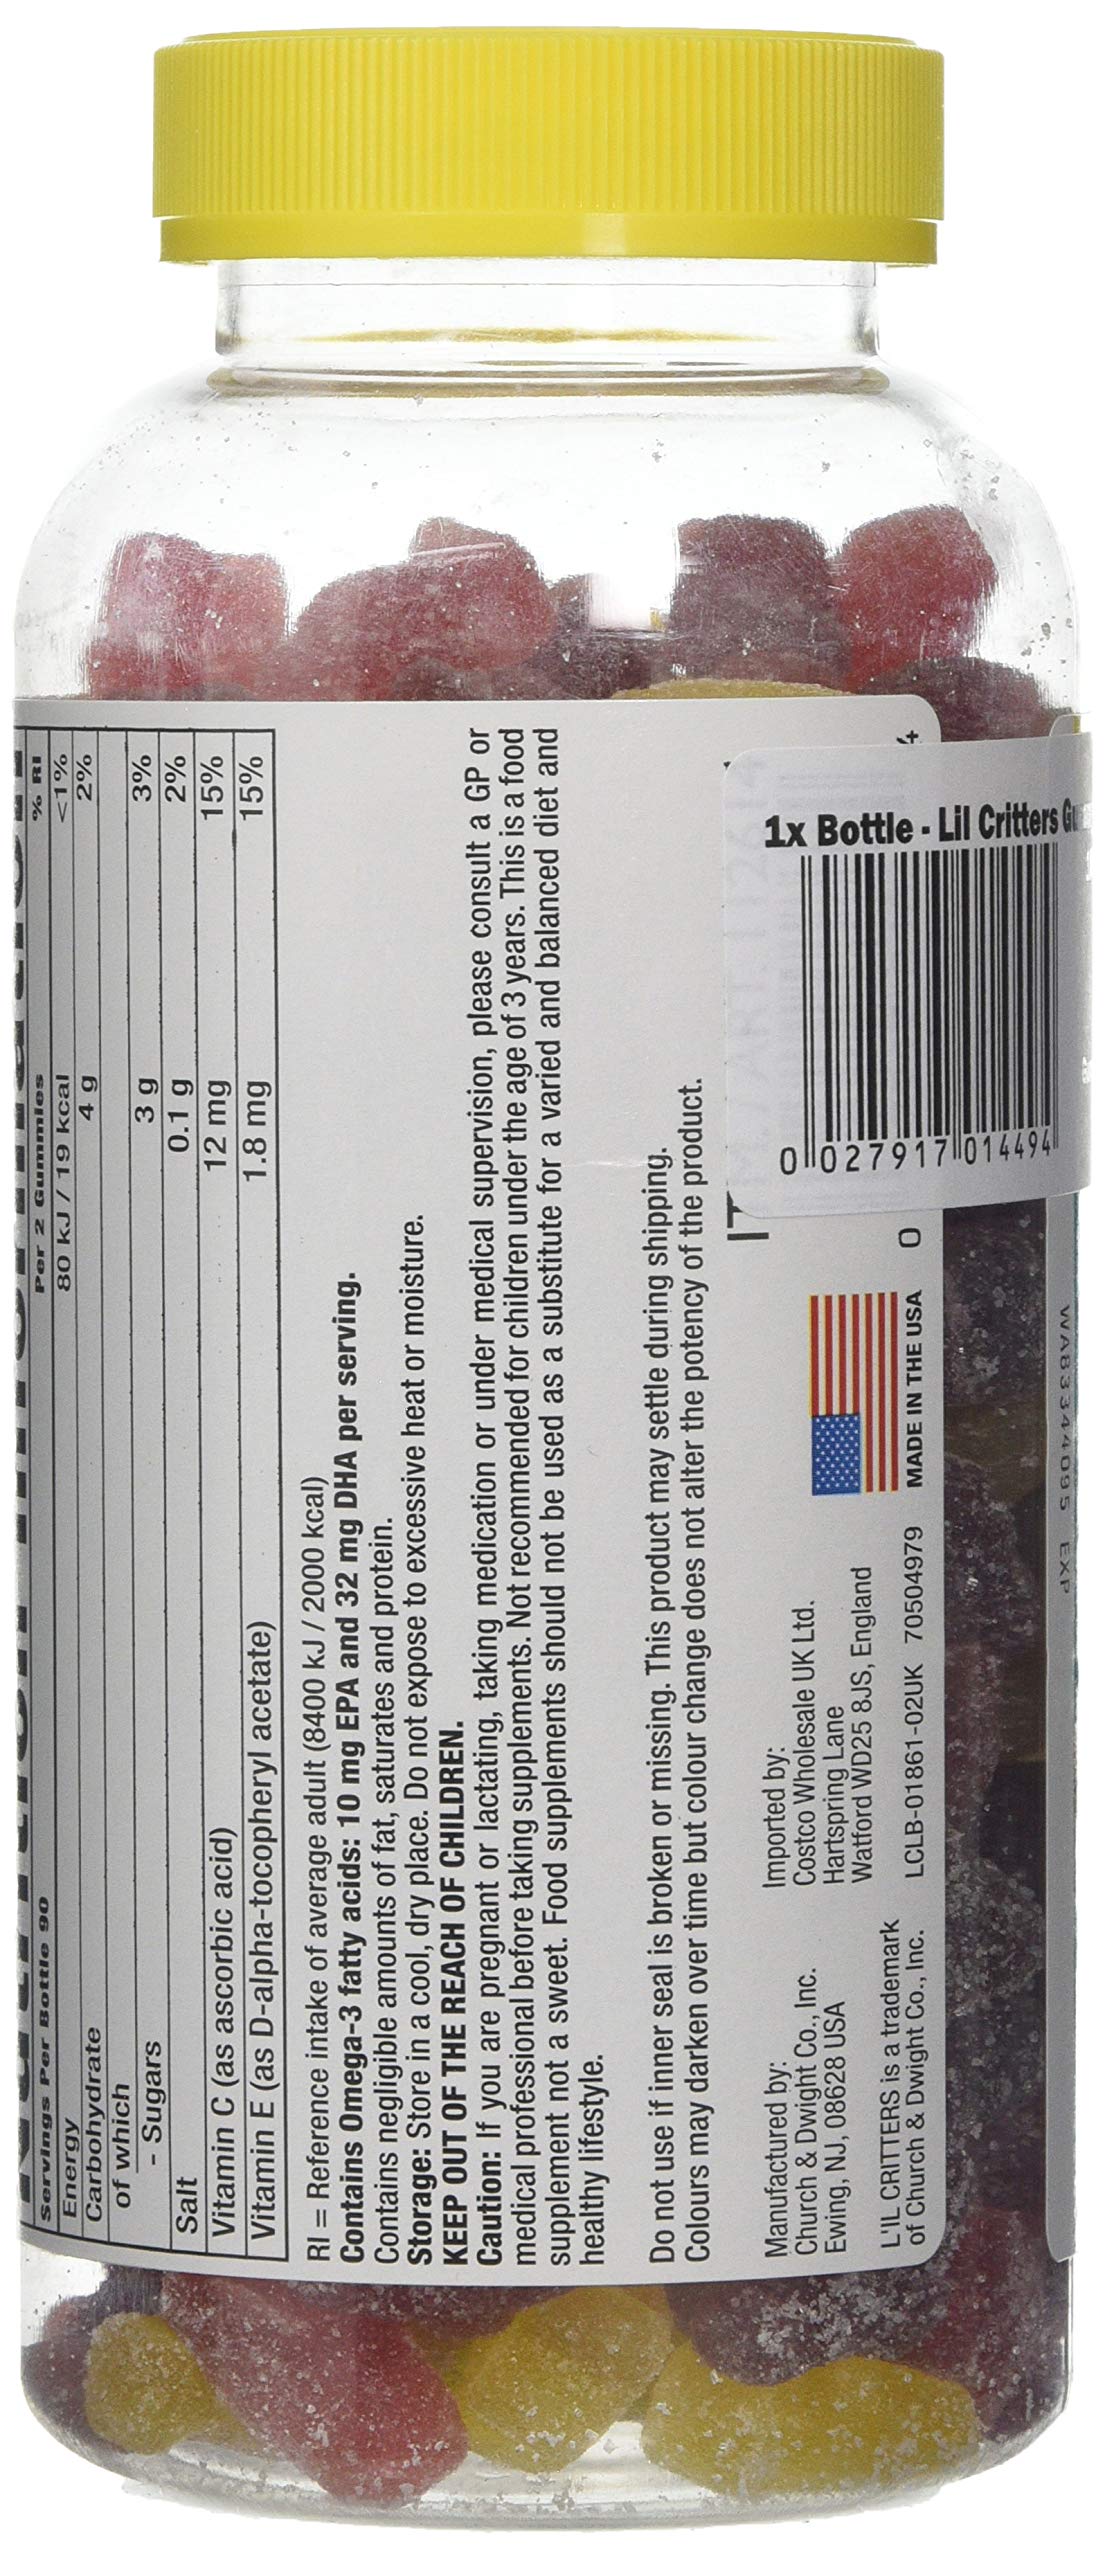 Nutrition Information
Servings Per Bottle 90 Per 2 Gummies % RI
Energy 80 kJ / 19 kcal <1%
Carbohydrate 4 g 2%
of which
- Sugars 3 g 3%
Salt 0.1 g 2%
Vitamin C (as ascorbic acid) 12 mg 15%
Vitamin E (as D-alpha-tocopheryl acetate) 1.8 mg 15%
RI = Reference intake of average adult (8400 kJ / 2000 kcal)
Contains Omega-3 fatty acids: 10 mg EPA and 32 mg DHA per serving.
Contains negligible amounts of fat, saturates and protein.
Storage: Store in a cool, dry place. Do not expose to excessive heat or moisture.
KEEP OUT OF THE REACH OF CHILDREN.
Caution: If you are pregnant or lactating, taking medication or under medical supervision, please consult a GP or
medical professional before taking supplements. Not recommended for children under the age of 3 years. This is a food
supplement not a sweet. Food supplements should not be used as a substitute for a varied and balanced diet and
healthy lifestyle.
Do not use if inner seal is broken or missing. This product may settle during shipping.
Colours may darken over time but colour change does not alter the potency of the product.
Manufactured by:
Church & Dwight Co., Inc.
Ewing, NJ, 08628 USA
L'IL CRITTERS is a trademark
of Church & Dwight Co., Inc.
Imported by:
Costco Wholesale UK Ltd.
Hartspring Lane
Watford WD25 8JS, England
LCLB-01861-02UK 70504979
MADE IN THE USA
IT
0
4
1x Bottle - Lil Critters
0 027917 014494
WA83344095 EXP